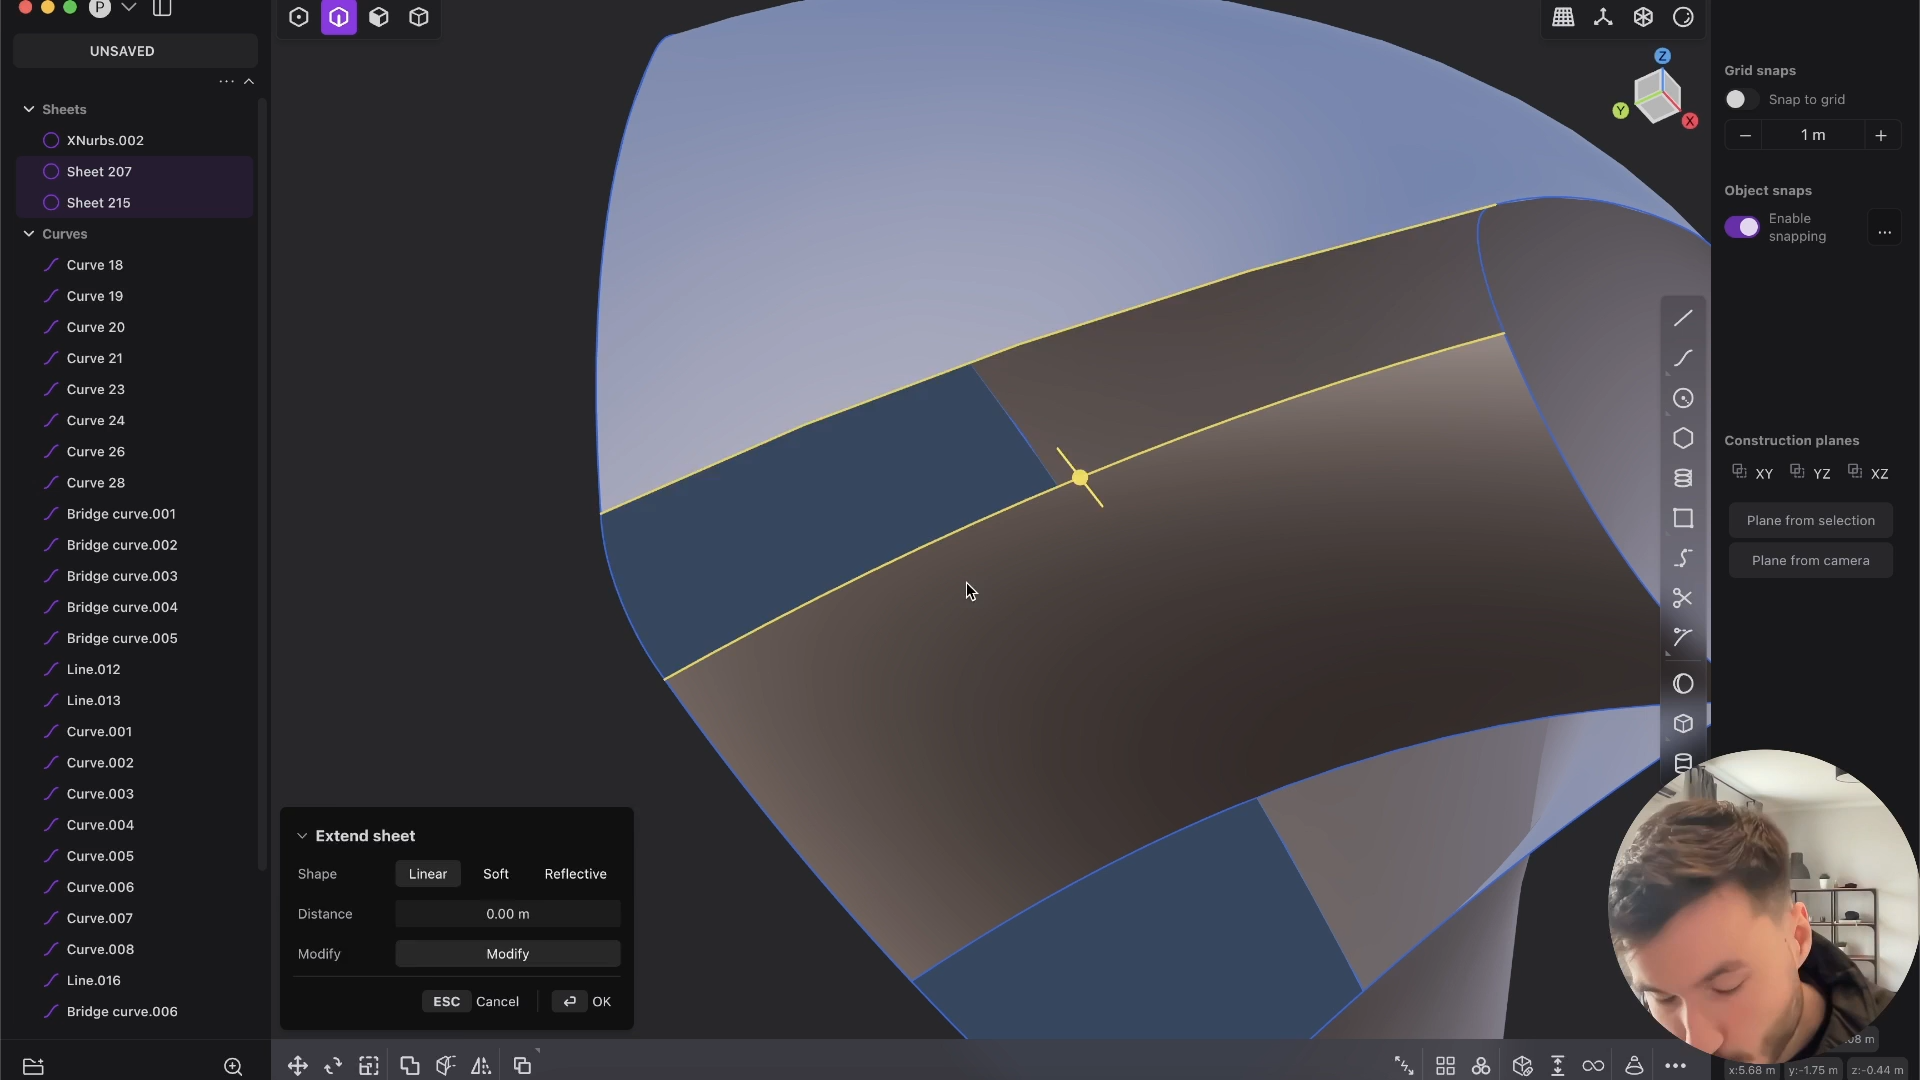 P
UNSAVED
Sheets
XNurbs.002
Sheet 207
Sheet 215
Curves
Curve 18
Curve 19
Curve 20
Curve 21
Curve 23
Curve 24
Curve 26
Curve 28
Bridge curve.001
Bridge curve.002
Bridge curve.003
Bridge curve.004
Bridge curve.005
Line.012
Line.013
Curve.001
Curve.002
Curve.003
Curve.004
Curve.005
Curve.006
Curve.007
Curve.008
Line.016
Bridge curve.006
Extend sheet
Shape Linear Soft Reflective
Distance 0.00 m
Modify Modify
ESC Cancel OK
Z
Y
X
Grid snaps
Snap to grid
1 m
Object snaps
Enable
snapping
...
Construction planes
XY YZ XZ
Plane from selection
Plane from camera
x:5.68 m y:-1.75 m z:-0.44 m